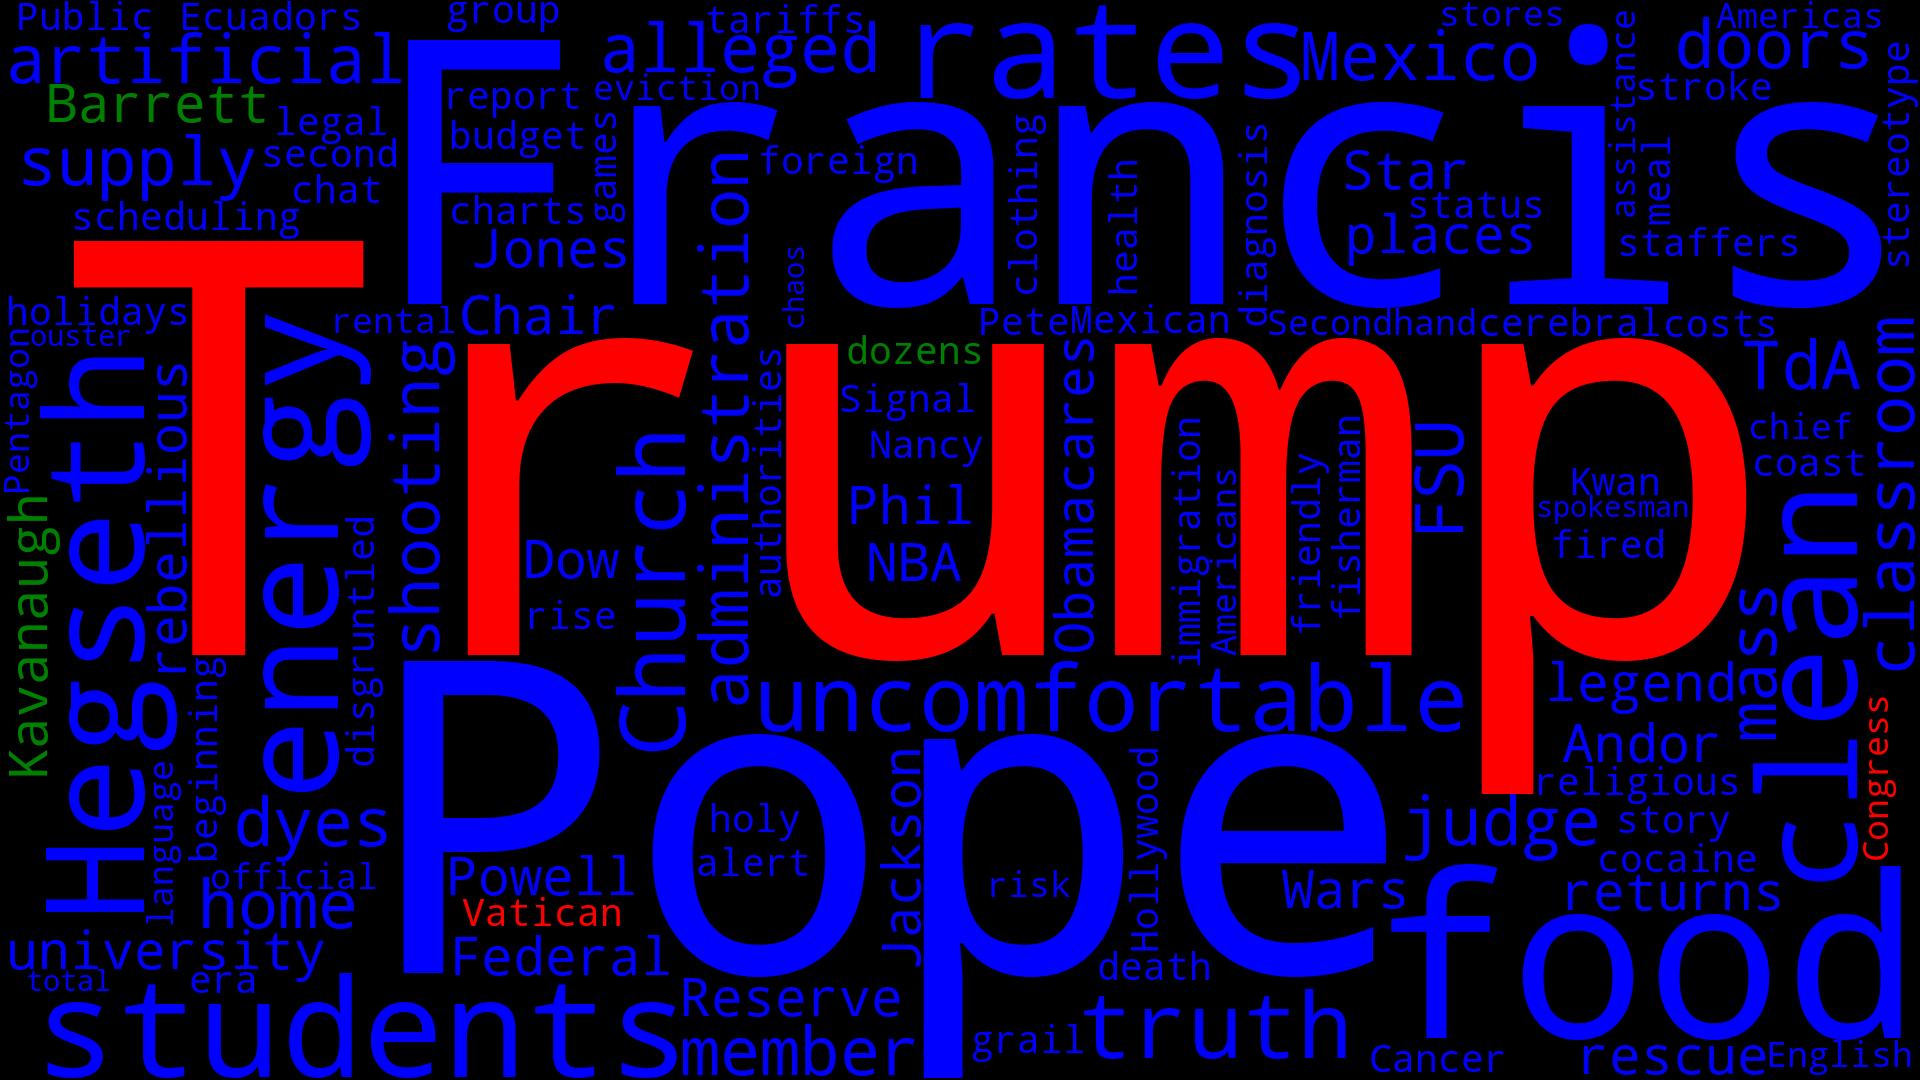 Public Ecuadors
group
tariffs
stores
Americas
artificial
alleged
rates
Mexico
doors
Barrett
Francis
report
eviction
assistance
stroke
stereotype
legal
budget
games
clothing
supply
second
foreign
diagnosis
Star
meal
chat
health
status
scheduling
charts
places
staffers
Jones
administration
chaos
Trump
holidays
rental
Chair
Pete
Mexican
Secondhand
cerebral
costs
ouster
Pentagon
Hegseth
rebellious
energy
shooting
authorities
dozens
Obamacares
TdA
classroom
Signal
immigration
Americans
friendly
fisherman
FSU
chief
Nancy
coast
Church
Kwan
Phil
spokesman
Kavanaugh
disgruntled
Dow
NBA
fired
clean
rise
mass
beginning
Pope
uncomfortable
legend
Congress
Andor
language
Jackson
Hollywood
religious
dyes
holy
judge
story
official
alert
cocaine
home
Powell
risk
Wars
food
returns
Vatican
university
Federal
death
total
era
students
Reserve
truth
member
grail
Cancer
rescue
English